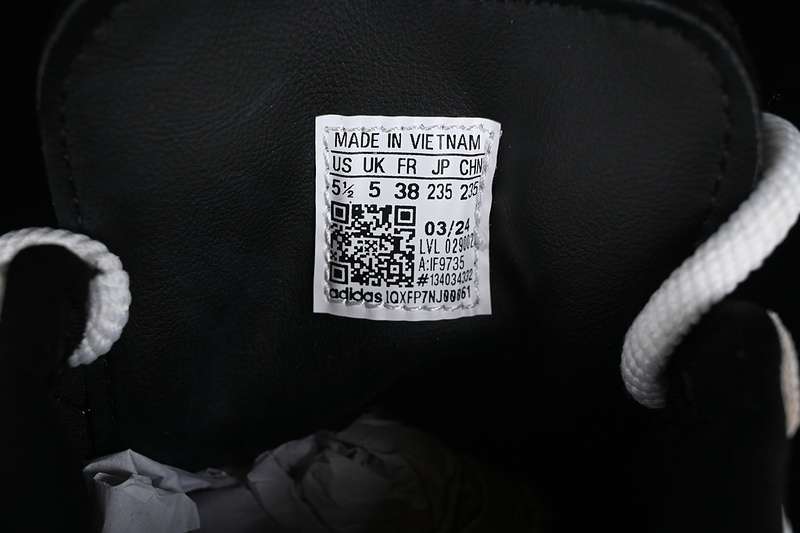 MADE IN VIETNAM
US UK FR JP CHN
5½ 5 38 235 235
03/24
LVL
A:IF9735
#134034332
adidas